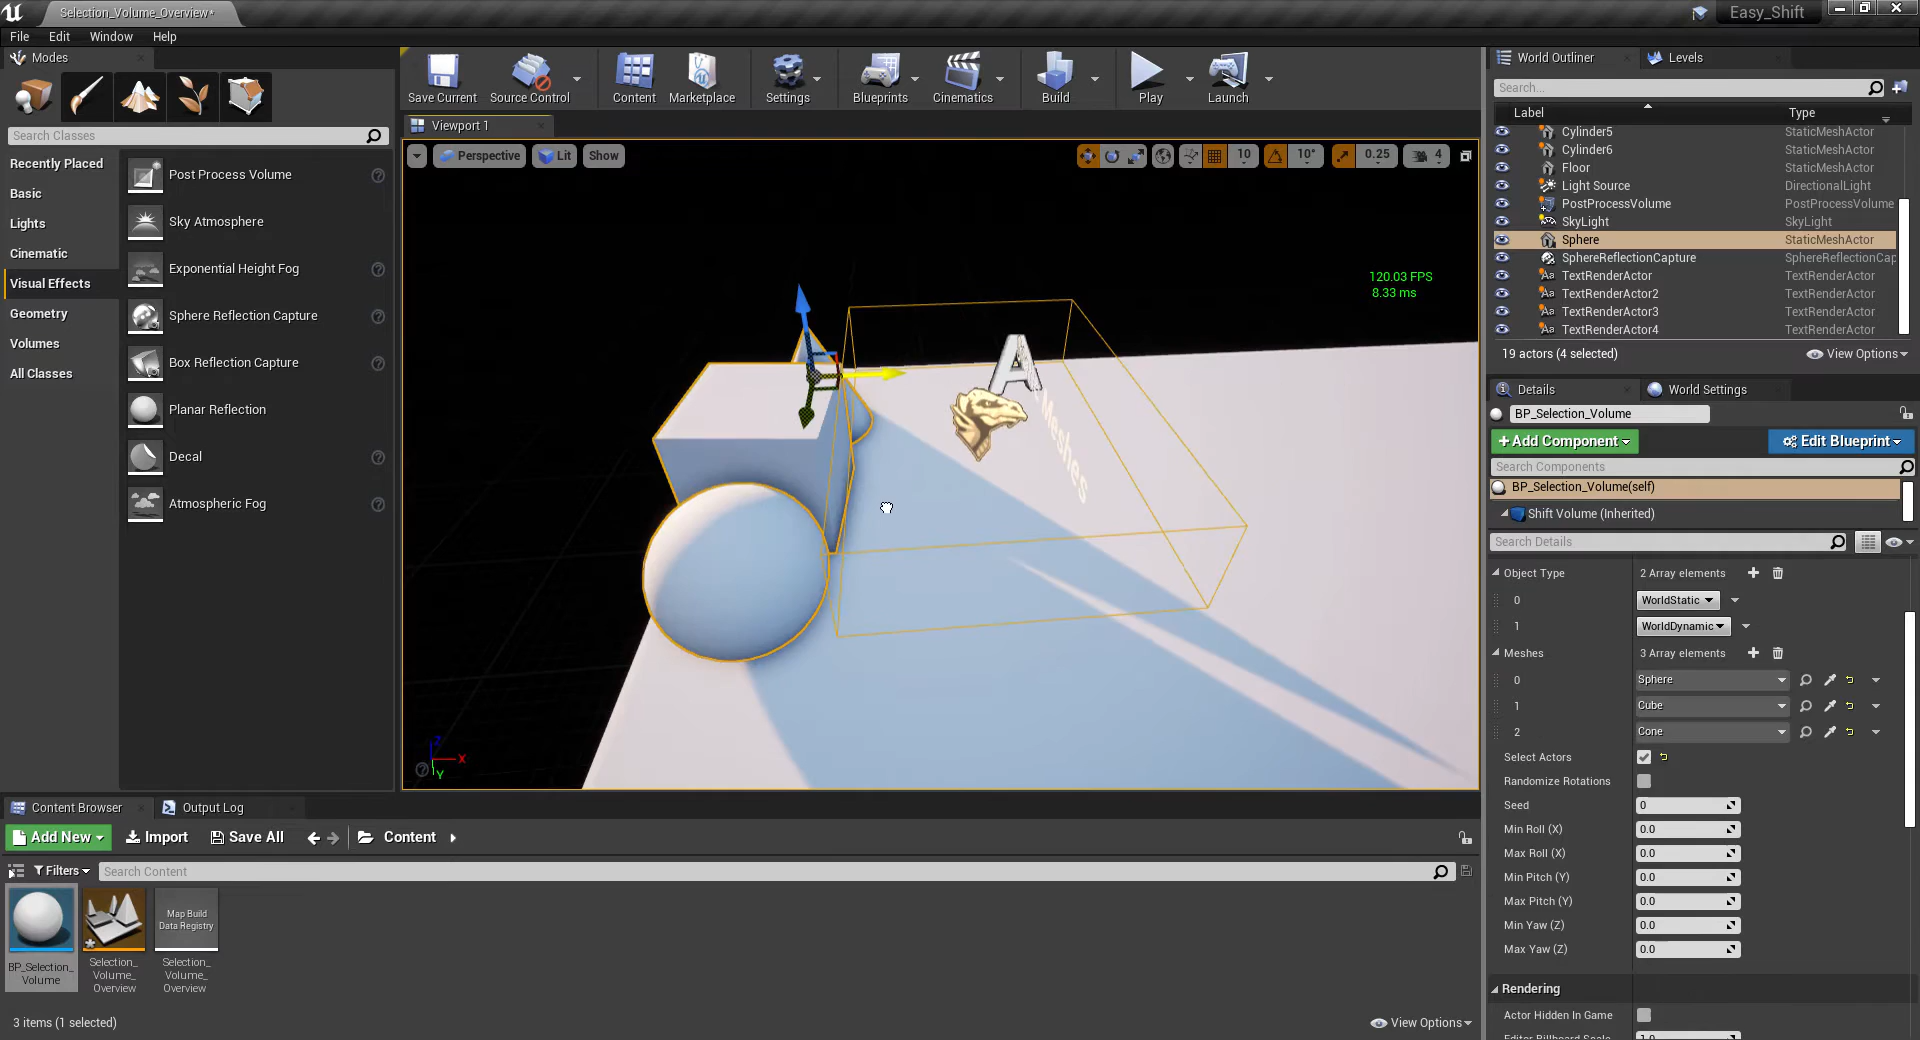 Selection_Volume_Overview*
Easy_Shift
File Edit Window Help
Modes
Search Classes
Recently Placed
Basic
Lights
Cinematic
Visual Effects
Geometry
Volumes
All Classes
Post Process Volume
Sky Atmosphere
Exponential Height Fog
Sphere Reflection Capture
Box Reflection Capture
Planar Reflection
Decal
Atmospheric Fog
Save Current
Source Control
Content
Marketplace
Settings
Blueprints
Cinematics
Build
Play
Launch
Viewport 1
Perspective Lit Show
10 10° 0.25 4
120.03 FPS
8.33 ms
A
Meshes
Z X Y
World Outliner Levels
Search...
Label Type
Cylinder5 StaticMeshActor
Cylinder6 StaticMeshActor
Floor StaticMeshActor
Light Source DirectionalLight
PostProcessVolume PostProcessVolume
SkyLight SkyLight
Sphere StaticMeshActor
SphereReflectionCapture SphereReflectionCap
TextRenderActor TextRenderActor
TextRenderActor2 TextRenderActor
TextRenderActor3 TextRenderActor
TextRenderActor4 TextRenderActor
19 actors (4 selected) View Options
Details World Settings
BP_Selection_Volume
+Add Component Edit Blueprint
Search Components
BP_Selection_Volume(self)
Shift Volume (Inherited)
Search Details
Object Type 2 Array elements
0 WorldStatic
1 WorldDynamic
Meshes 3 Array elements
0 Sphere
1 Cube
2 Cone
Select Actors
Randomize Rotations
Seed 0
Min Roll (X) 0.0
Max Roll (X) 0.0
Min Pitch (Y) 0.0
Max Pitch (Y) 0.0
Min Yaw (Z) 0.0
Max Yaw (Z) 0.0
Rendering
Actor Hidden In Game
Editor Billboard Scale 1.0
Content Browser Output Log
Add New Import Save All Content
Filters Search Content
BP_Selection_
Volume
Selection_
Volume_
Overview
Map Build
Data Registry
Selection_
Volume_
Overview
3 items (1 selected)
View Options